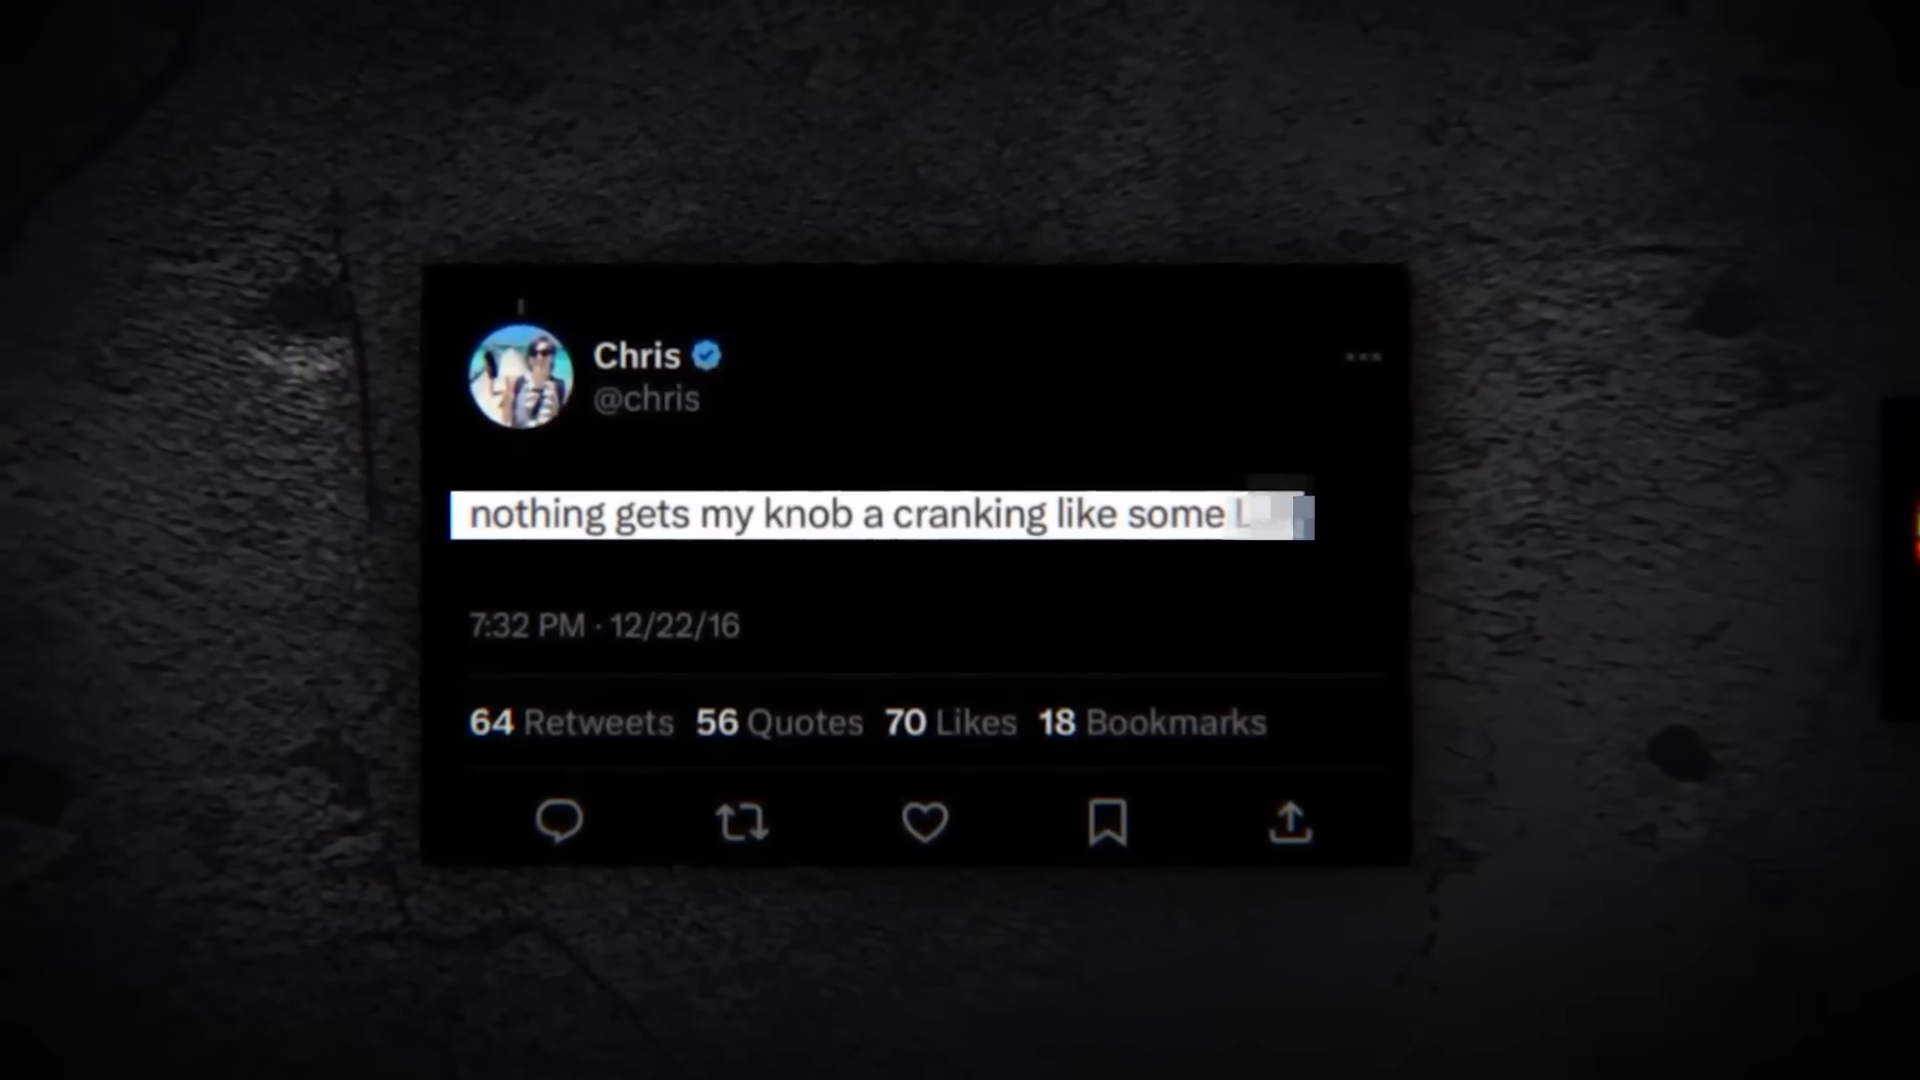 Chris
@chris
nothing gets my knob a cranking like some
7:32 PM · 12/22/16
64 Retweets 56 Quotes 70 Likes 18 Bookmarks